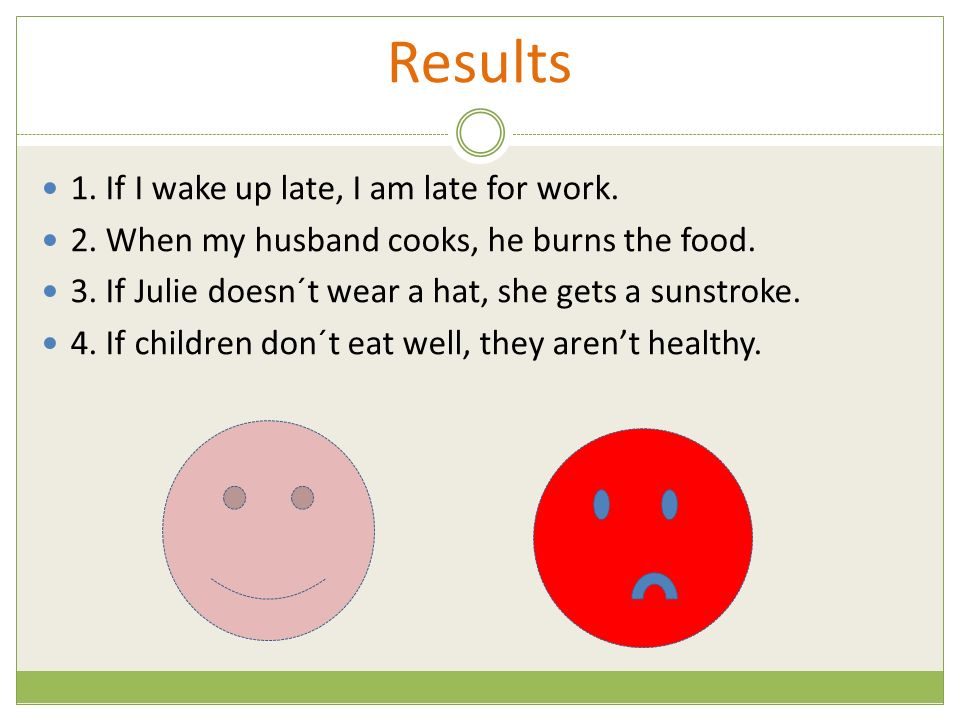 Results
1. If I wake up late, I am late for work.
2. When my husband cooks, he burns the food.
3. If Julie doesn´t wear a hat, she gets a sunstroke.
4. If children don´t eat well, they aren’t healthy.